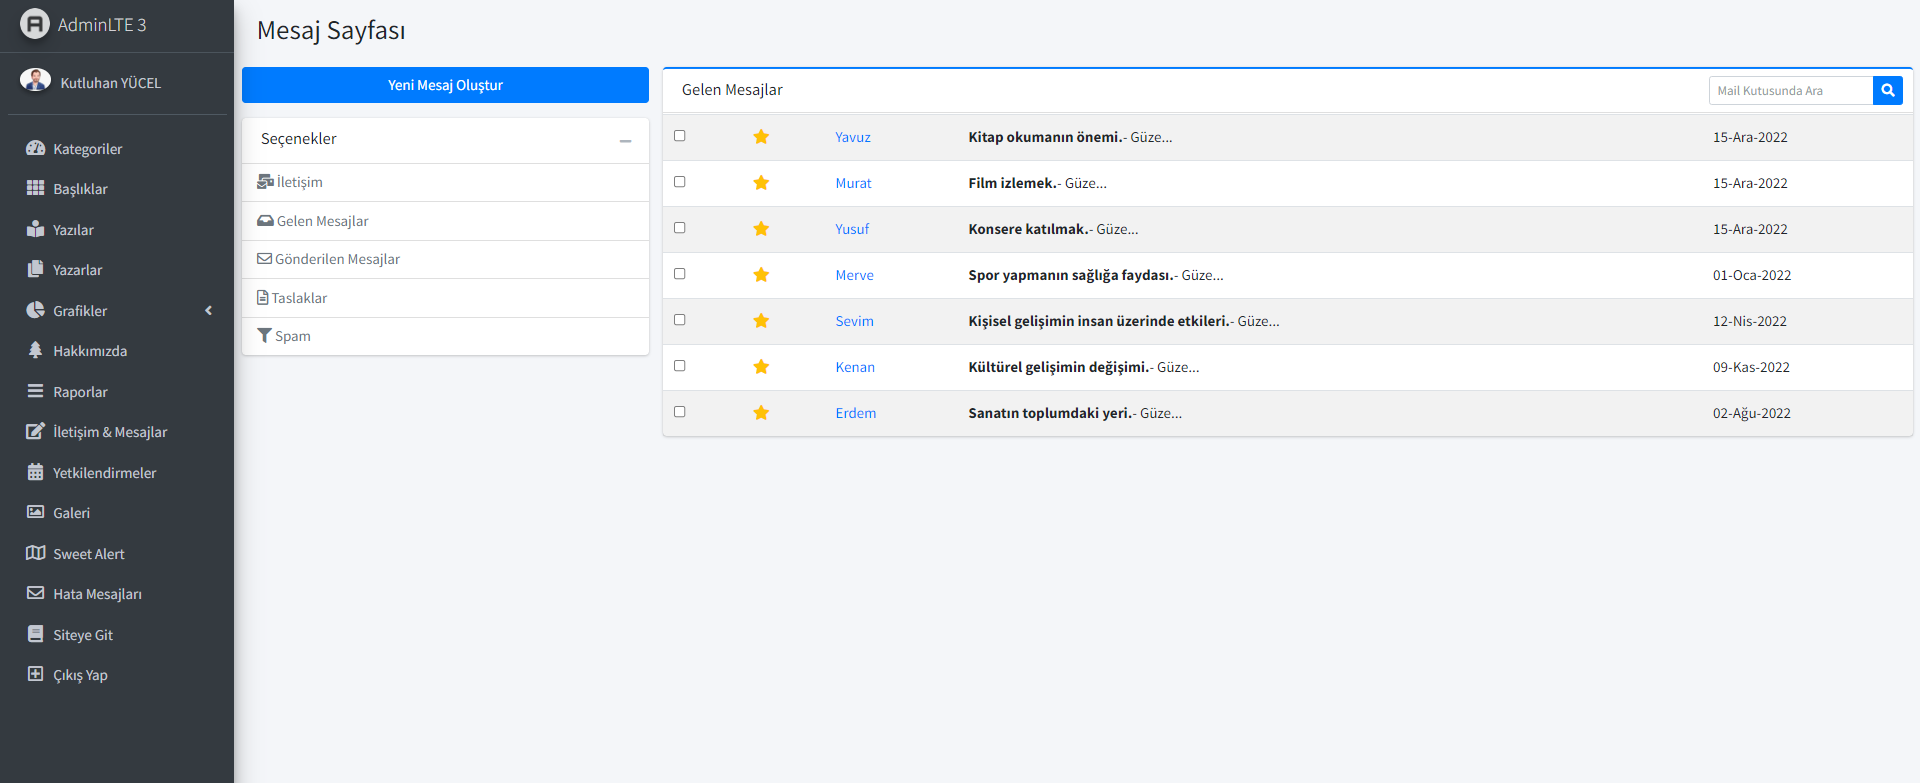 AdminLTE 3
Kutluhan YÜCEL
Kategoriler
Başlıklar
Yazılar
Yazarlar
Grafikler
Hakkımızda
Raporlar
İletişim & Mesajlar
Yetkilendirmeler
Galeri
Sweet Alert
Hata Mesajları
Siteye Git
Çıkış Yap
Mesaj Sayfası
Yeni Mesaj Oluştur
Seçenekler
İletişim
Gelen Mesajlar
Gönderilen Mesajlar
Taslaklar
Spam
Gelen Mesajlar
Mail Kutusunda Ara
Yavuz Kitap okumanın önemi.- Güze... 15-Ara-2022
Murat Film izlemek.- Güze... 15-Ara-2022
Yusuf Konsere katılmak.- Güze... 15-Ara-2022
Merve Spor yapmanın sağlığa faydası.- Güze... 01-Oca-2022
Sevim Kişisel gelişimin insan üzerinde etkileri.- Güze... 12-Nis-2022
Kenan Kültürel gelişimin değişimi.- Güze... 09-Kas-2022
Erdem Sanatın toplumdaki yeri.- Güze... 02-Ağu-2022